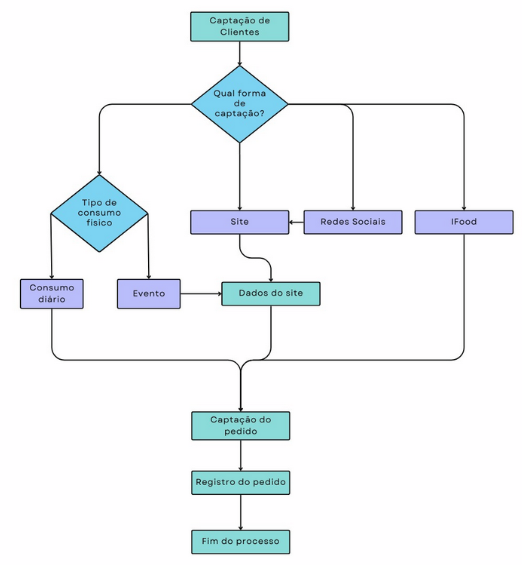 Captação de
Clientes
Qual forma
de
captação?
Tipo de
consumo
fisico
Site
Redes Sociais
IFood
Consumo
diário
Evento
Dados do site
Captação do
pedido
Registro do pedido
Fim do processo